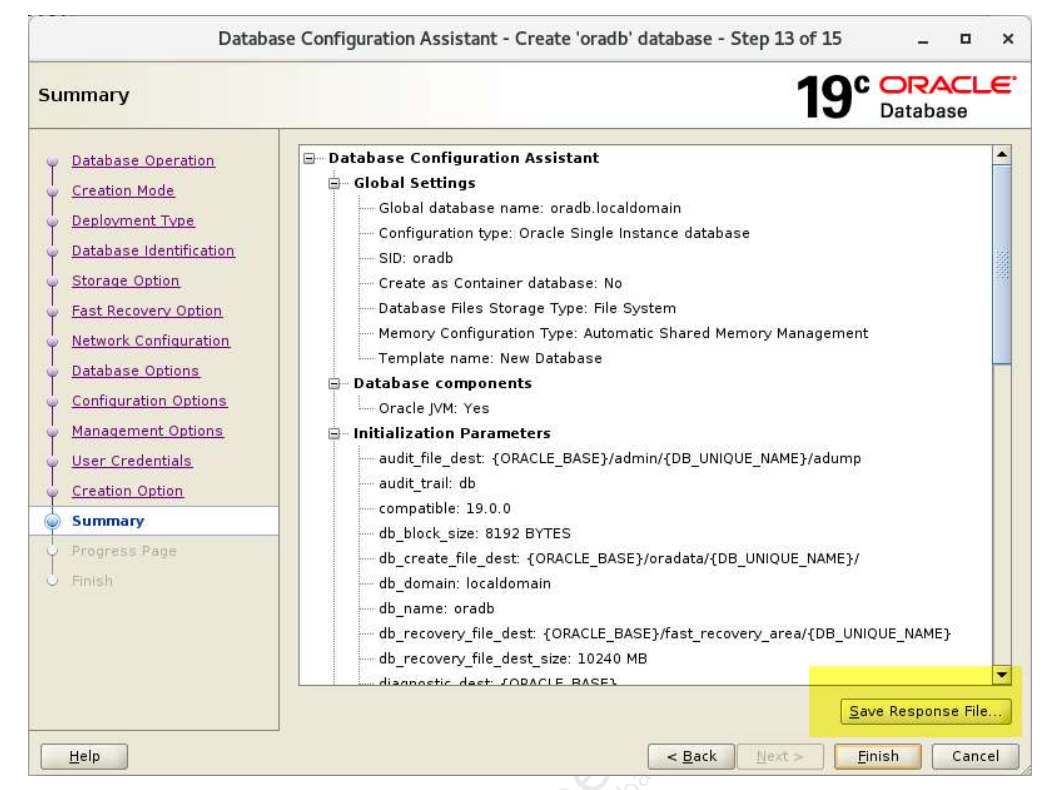 Database Configuration Assistant - Create 'oradb' database - Step 13 of 15
Summary
19c ORACLE
Database
Database Operation
Creation Mode
Deployment Type
Database Identification
Storage Option
Fast Recovery Option
Network Configuration
Database Options
Configuration Options
Management Options
User Credentials
Creation Option
Summary
Progress Page
Finish
Database Configuration Assistant
Global Settings
Global database name: oradb.localdomain
Configuration type: Oracle Single Instance database
SID: oradb
Create as Container database: No
Database Files Storage Type: File System
Memory Configuration Type: Automatic Shared Memory Management
Template name: New Database
Database components
Oracle JVM: Yes
Initialization Parameters
audit_file_dest: {ORACLE_BASE}/admin/{DB_UNIQUE_NAME}/adump
audit_trail: db
compatible: 19.0.0
db_block_size: 8192 BYTES
db_create_file_dest: {ORACLE_BASE}/oradata/{DB_UNIQUE_NAME}/
db_domain: localdomain
db_name: oradb
db_recovery_file_dest: {ORACLE_BASE}/fast_recovery_area/{DB_UNIQUE_NAME}
db_recovery_file_dest_size: 10240 MB
diagnostic_dest: {ORACLE_BASE}
Save Response File...
Help
< Back
Next >
Finish
Cancel